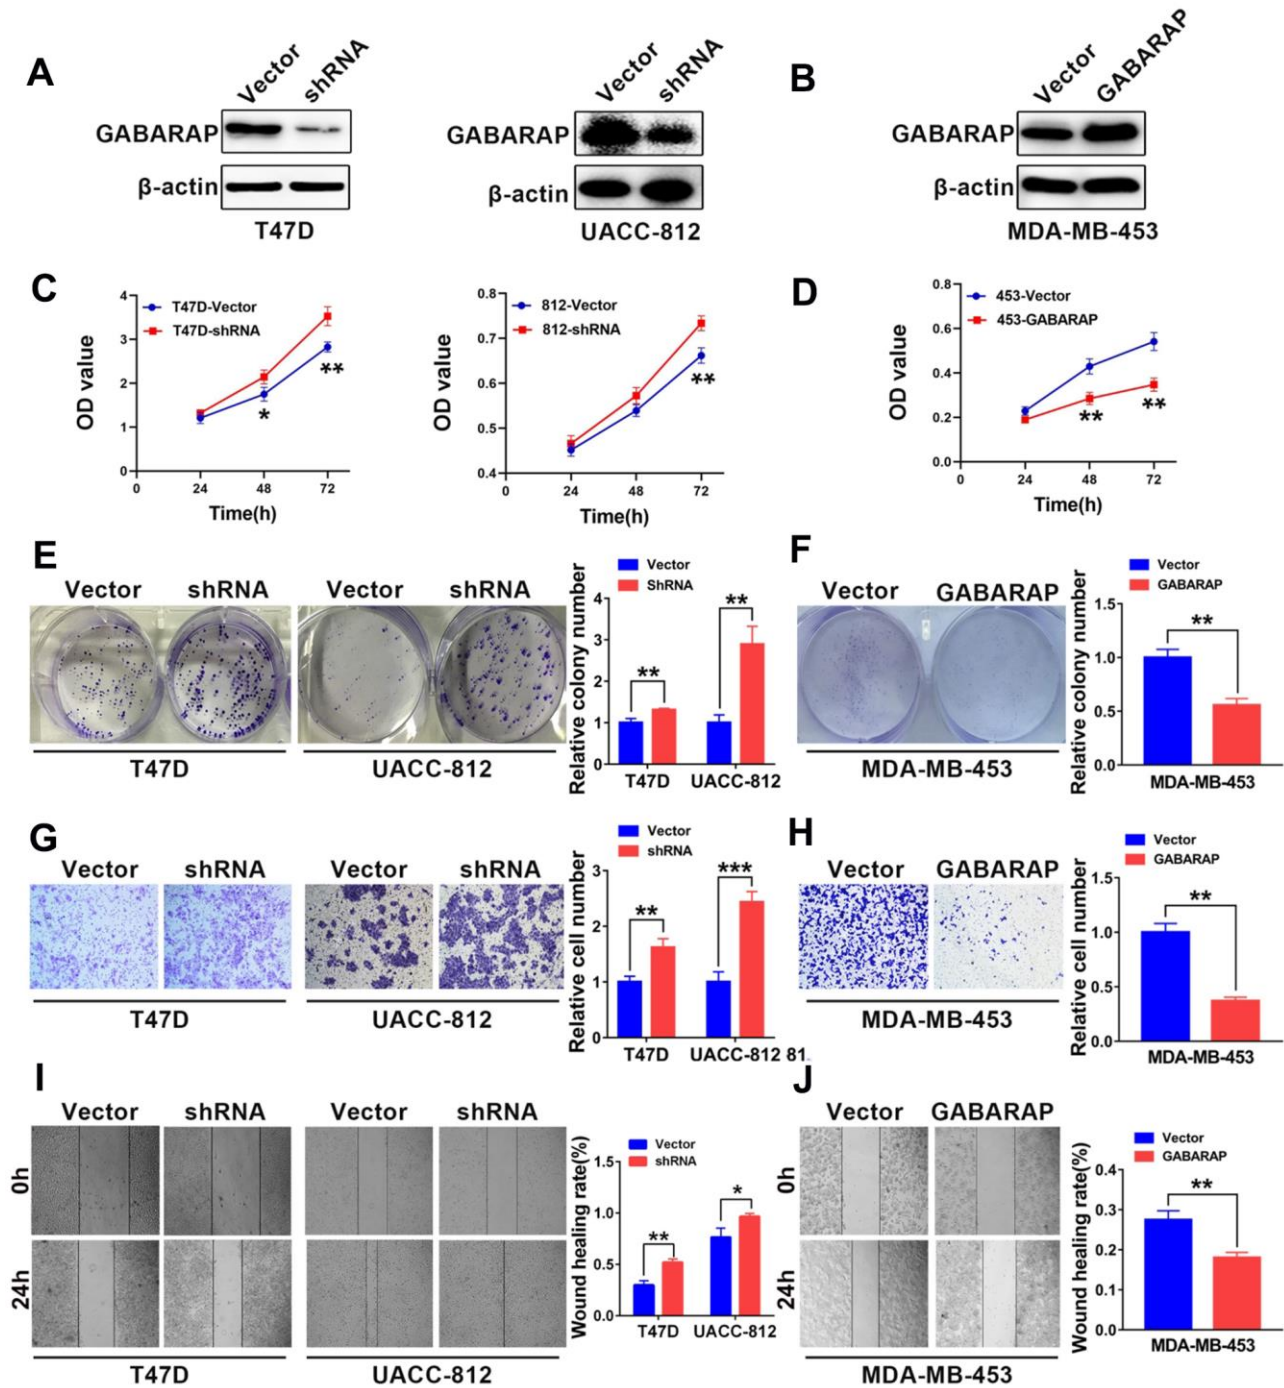 A
Vector shRNA
GABARAP
β-actin
T47D
Vector shRNA
GABARAP
β-actin
UACC-812
B
Vector GABARAP
GABARAP
β-actin
MDA-MB-453
C
T47D-Vector
T47D-shRNA
OD value
4
3
2
1
0
0 24 48 72
* **
Time(h)
812-Vector
812-shRNA
OD value
0.8
0.7
0.6
0.5
0.4
0 24 48 72
**
Time(h)
D
453-Vector
453-GABARAP
OD value
0.8
0.6
0.4
0.2
0.0
0 24 48 72
** **
Time(h)
E
Vector shRNA Vector shRNA
T47D UACC-812
Vector
ShRNA
Relative colony number
4
3
2
1
0
** **
T47D UACC-812
F
Vector GABARAP
MDA-MB-453
Vector
GABARAP
Relative colony number
1.5
1.0
0.5
0.0
**
MDA-MB-453
G
Vector shRNA Vector shRNA
T47D UACC-812
Vector
shRNA
Relative cell number
3
2
1
0
** ***
T47D UACC-812 81
H
Vector GABARAP
MDA-MB-453
Vector
GABARAP
Relative cell number
1.5
1.0
0.5
0.0
**
MDA-MB-453
I
Vector shRNA Vector shRNA
0h
24h
T47D UACC-812
Vector
shRNA
Wound healing rate(%)
1.5
1.0
0.5
0.0
** *
T47D UACC-812
J
Vector GABARAP
0h
24h
MDA-MB-453
Vector
GABARAP
Wound healing rate(%)
0.4
0.3
0.2
0.1
0.0
**
MDA-MB-453